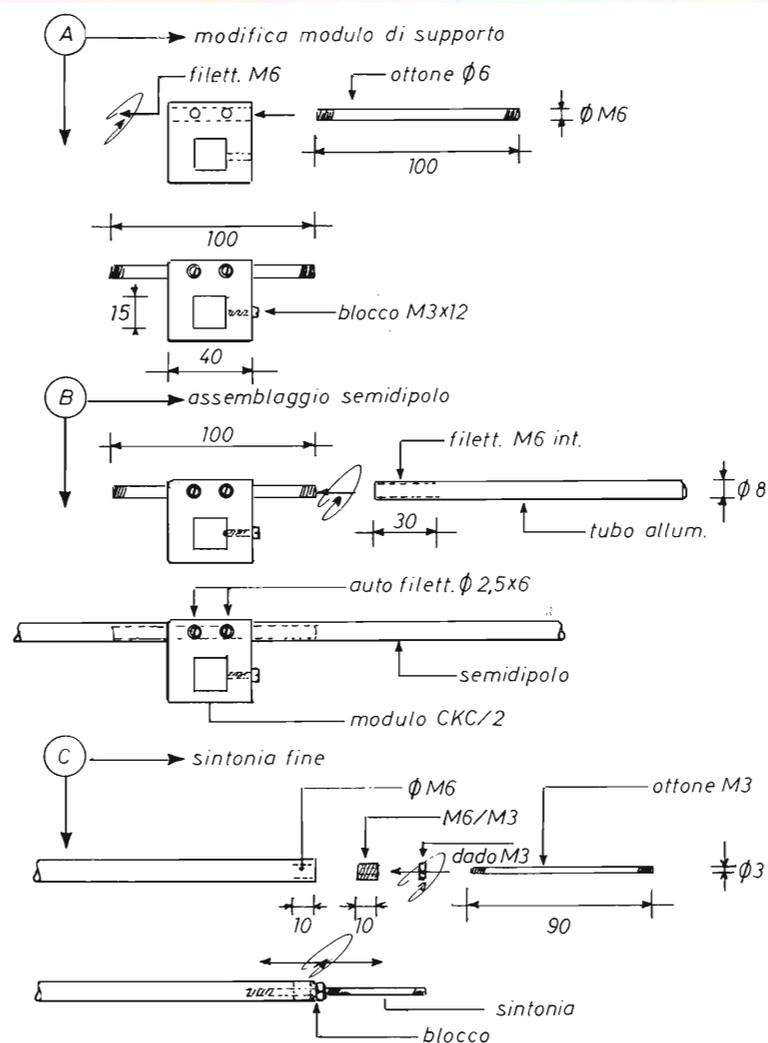 A
modifica modulo di supporto
filett. M6
ottone ϕ6
ϕ M6
100
100
15
blocco M3x12
40
B
assemblaggio semidipolo
100
filett. M6 int.
ϕ 8
30
tubo allum.
auto filett. ϕ 2,5x6
semidipolo
modulo CKC/2
C
sintonia fine
ϕ M6
ottone M3
M6/M3
dado M3
ϕ3
10
10
90
sintonia
blocco